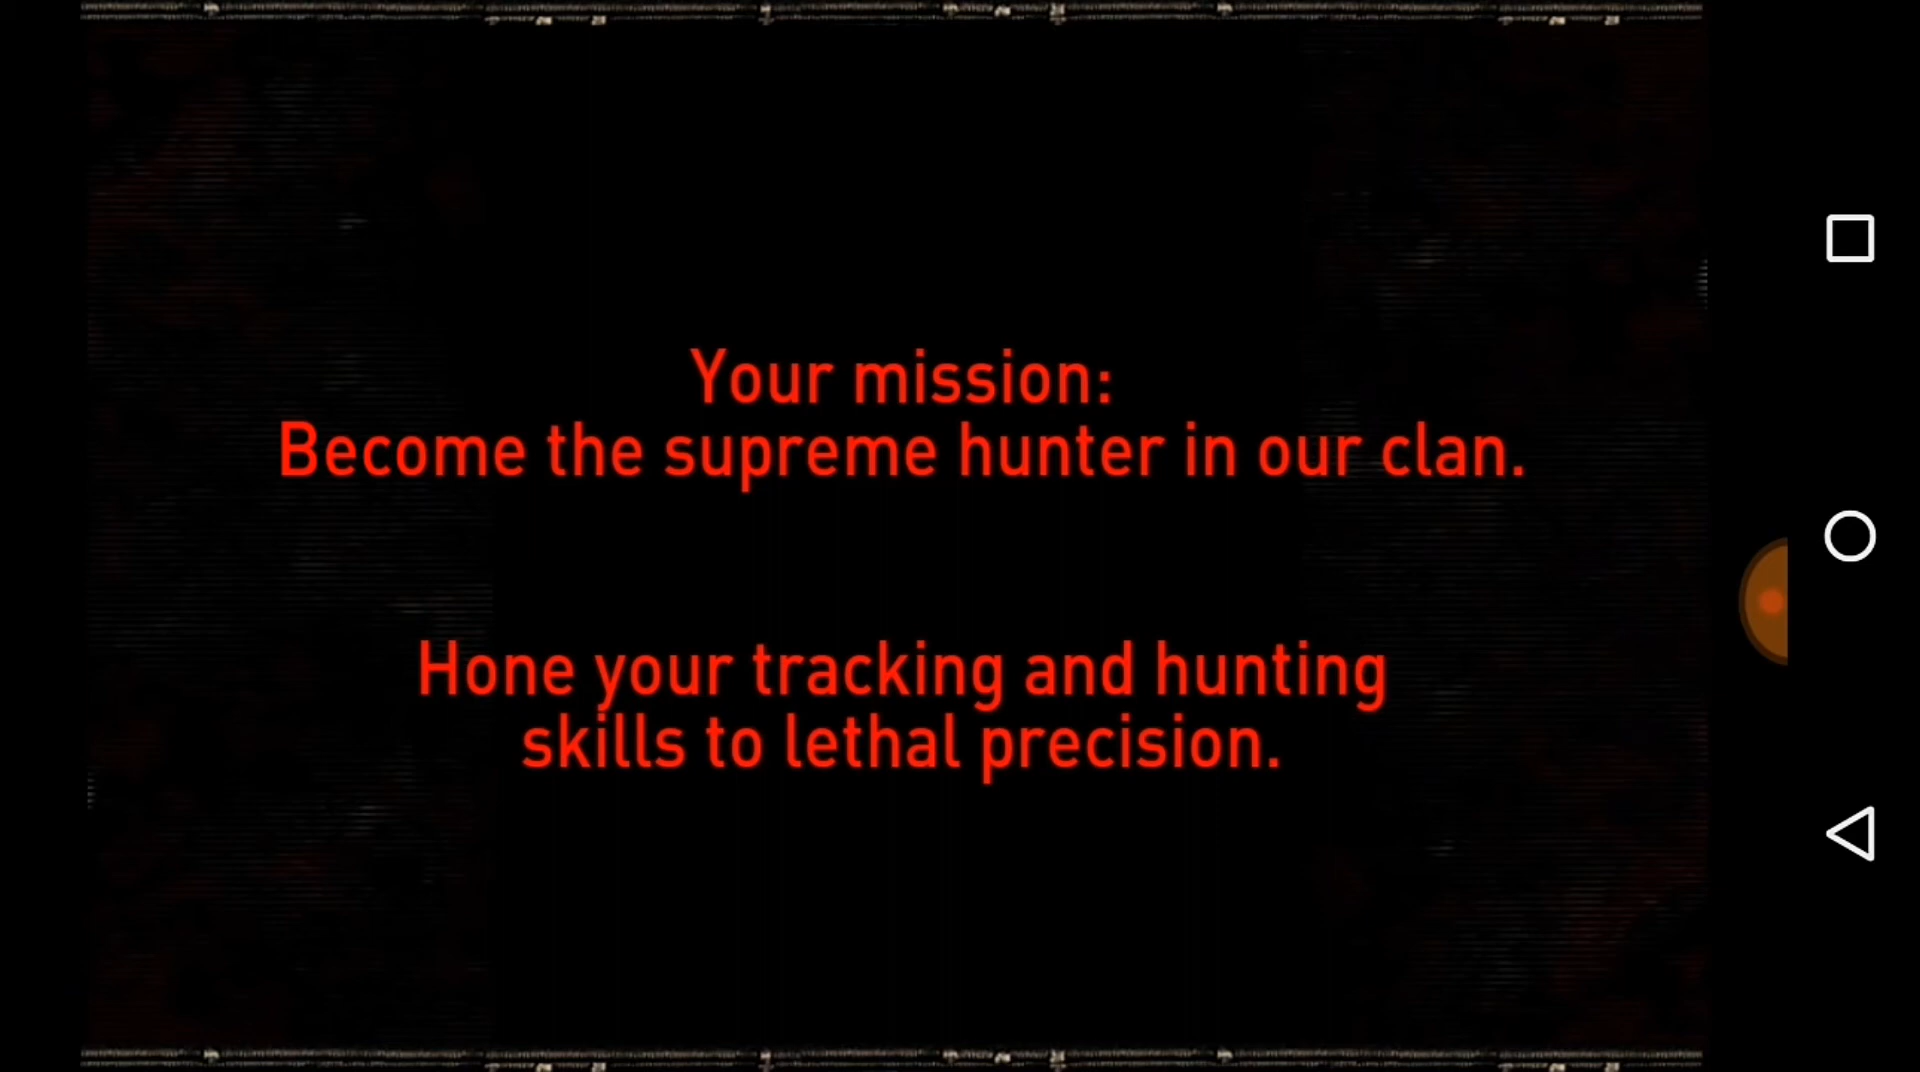 Your mission:
Become the supreme hunter in our clan.
Hone your tracking and hunting
skills to lethal precision.